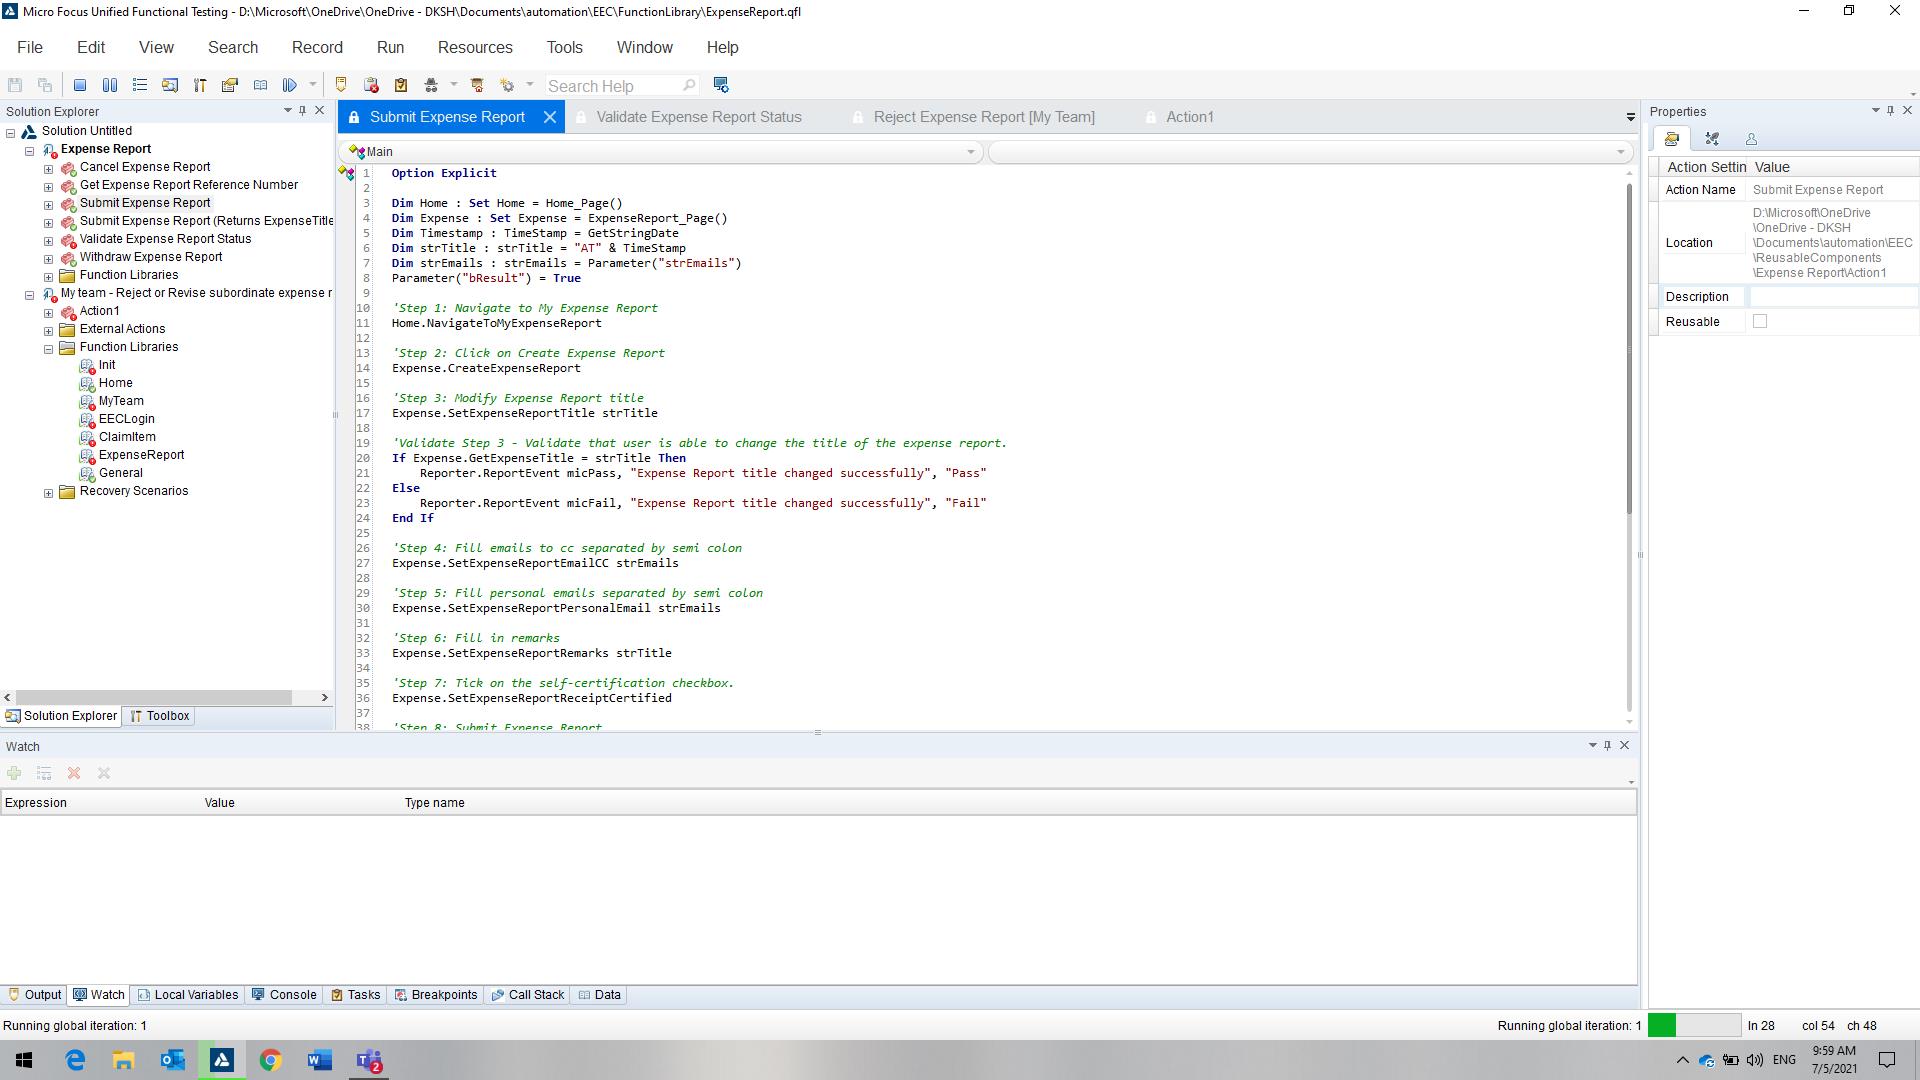 Micro Focus Unified Functional Testing - D:\Microsoft\OneDrive\OneDrive - DKSH\Documents\automation\EEC\FunctionLibrary\ExpenseReport.qfl
File Edit View Search Record Run Resources Tools Window Help
Search Help
Solution Explorer
Solution Untitled
Expense Report
Cancel Expense Report
Get Expense Report Reference Number
Submit Expense Report
Submit Expense Report (Returns ExpenseTitle
Validate Expense Report Status
Withdraw Expense Report
Function Libraries
My team - Reject or Revise subordinate expense r
Action1
External Actions
Function Libraries
Init
Home
MyTeam
EECLogin
ClaimItem
ExpenseReport
General
Recovery Scenarios
Solution Explorer Toolbox
Submit Expense Report Validate Expense Report Status Reject Expense Report [My Team] Action1
Main
1 Option Explicit
2
3 Dim Home : Set Home = Home_Page()
4 Dim Expense : Set Expense = ExpenseReport_Page()
5 Dim Timestamp : TimeStamp = GetStringDate
6 Dim strTitle : strTitle = "AT" & TimeStamp
7 Dim strEmails : strEmails = Parameter("strEmails")
8 Parameter("bResult") = True
9
10 'Step 1: Navigate to My Expense Report
11 Home.NavigateToMyExpenseReport
12
13 'Step 2: Click on Create Expense Report
14 Expense.CreateExpenseReport
15
16 'Step 3: Modify Expense Report title
17 Expense.SetExpenseReportTitle strTitle
18
19 'Validate Step 3 - Validate that user is able to change the title of the expense report.
20 If Expense.GetExpenseTitle = strTitle Then
21 Reporter.ReportEvent micPass, "Expense Report title changed successfully", "Pass"
22 Else
23 Reporter.ReportEvent micFail, "Expense Report title changed successfully", "Fail"
24 End If
25
26 'Step 4: Fill emails to cc separated by semi colon
27 Expense.SetExpenseReportEmailCC strEmails
28
29 'Step 5: Fill personal emails separated by semi colon
30 Expense.SetExpenseReportPersonalEmail strEmails
31
32 'Step 6: Fill in remarks
33 Expense.SetExpenseReportRemarks strTitle
34
35 'Step 7: Tick on the self-certification checkbox.
36 Expense.SetExpenseReportReceiptCertified
37
38 'Step 8: Submit Expense Report
Properties
Action Settin Value
Action Name Submit Expense Report
Location D:\Microsoft\OneDrive
\OneDrive - DKSH
\Documents\automation\EEC
\ReusableComponents
\Expense Report\Action1
Description
Reusable
Watch
Expression Value Type name
Output Watch Local Variables Console Tasks Breakpoints Call Stack Data
Running global iteration: 1 Running global iteration: 1 ln 28 col 54 ch 48
2 ENG 9:59 AM
7/5/2021